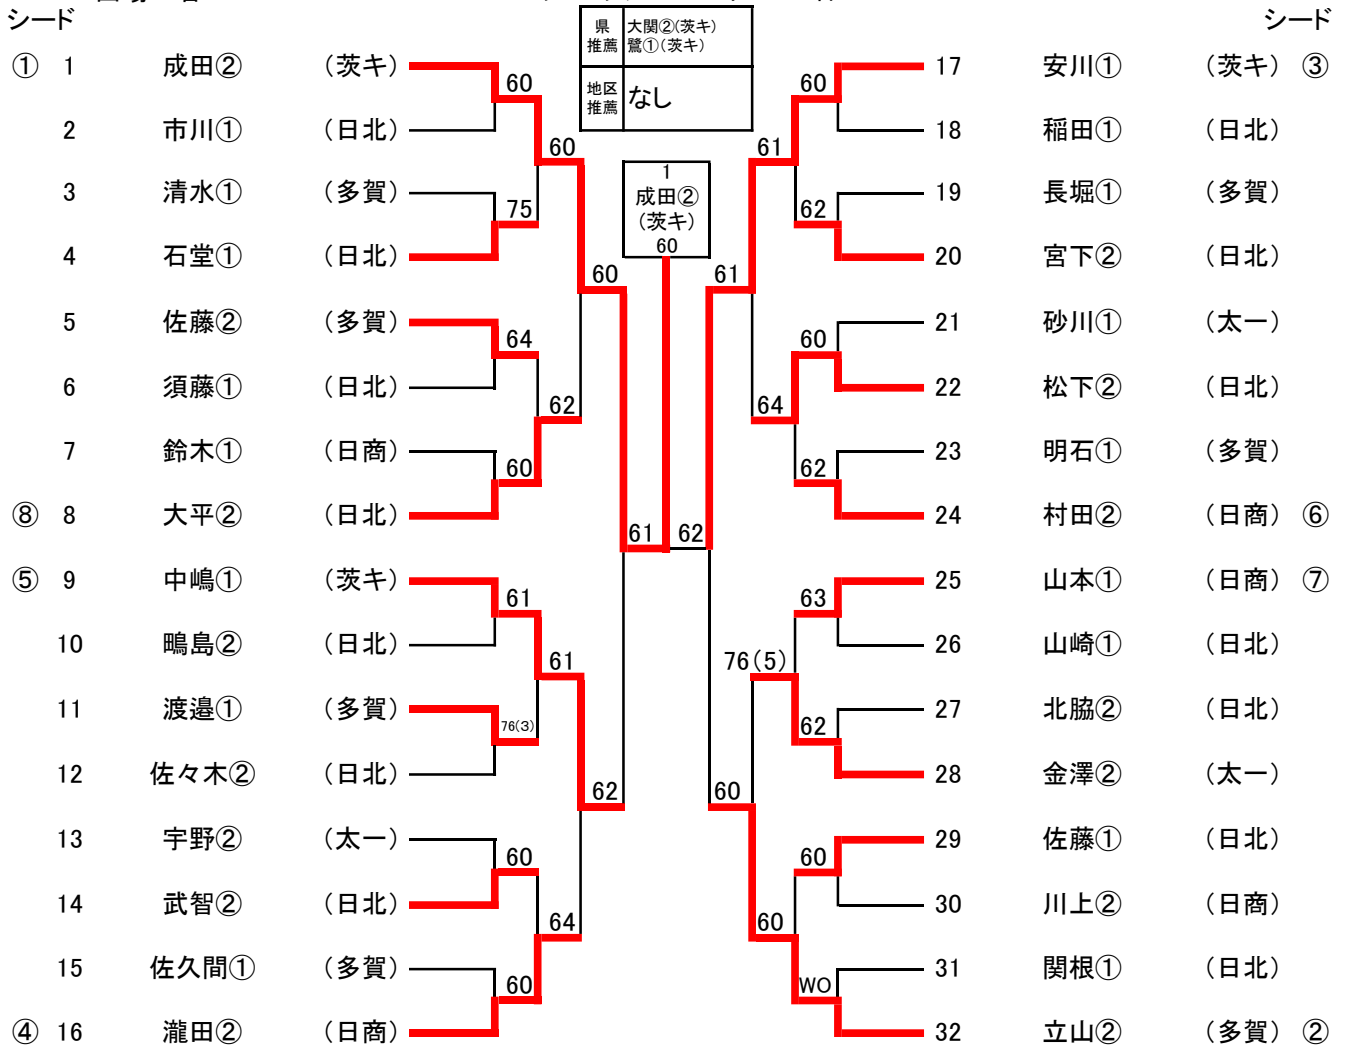 シード
シード
県推薦 大関②(茨キ)
鷺①(茨キ)
地区推薦 なし
① 1 成田② (茨キ)
2 市川① (日北)
3 清水① (多賀)
4 石堂① (日北)
5 佐藤② (多賀)
6 須藤① (日北)
7 鈴木① (日商)
⑧ 8 大平② (日北)
⑤ 9 中嶋① (茨キ)
10 鴫島② (日北)
11 渡邉① (多賀)
12 佐々木② (日北)
13 宇野② (太一)
14 武智② (日北)
15 佐久間① (多賀)
④ 16 瀧田② (日商)
60
75
64
60
61
76(3)
60
60
60
62
61
64
60
62
61
1
成田②
(茨キ)
60
62
61
60
61
64
76(5)
60
60
62
60
62
63
62
60
WO
17 安川① (茨キ) ③
18 稲田① (日北)
19 長堀① (多賀)
20 宮下② (日北)
21 砂川① (太一)
22 松下② (日北)
23 明石① (多賀)
24 村田② (日商) ⑥
25 山本① (日商) ⑦
26 山崎① (日北)
27 北脇② (日北)
28 金澤② (太一)
29 佐藤① (日北)
30 川上② (日商)
31 関根① (日北)
32 立山② (多賀) ②